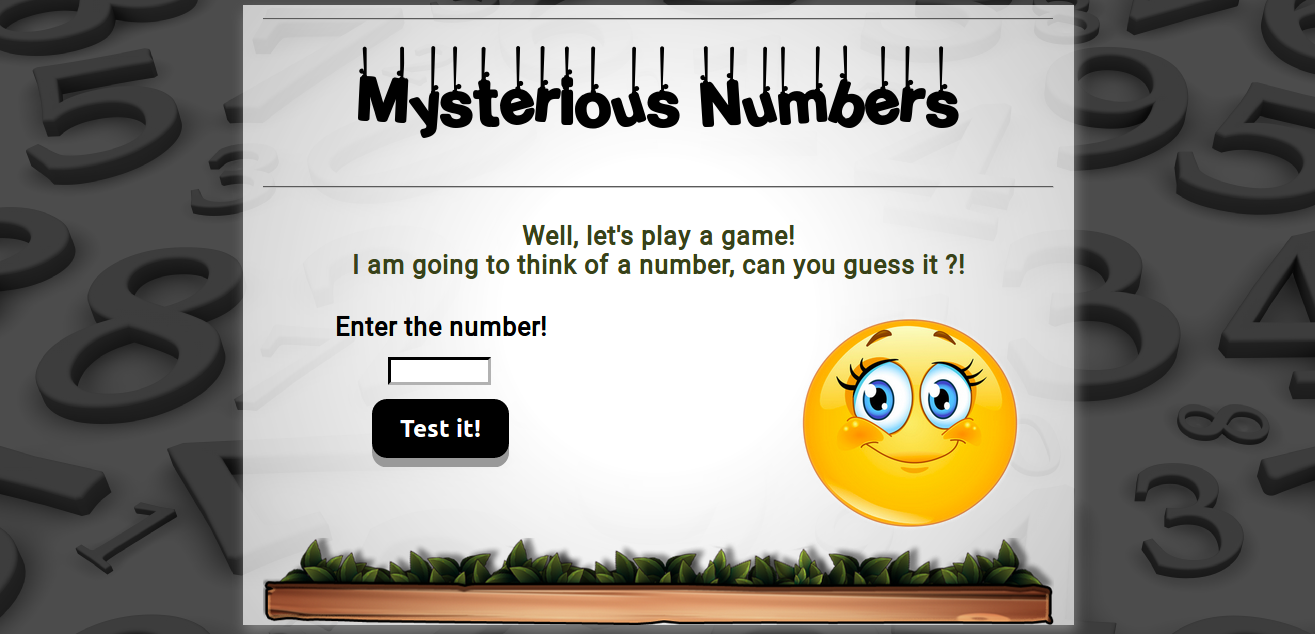 Mysterious Numbers
Well, let's play a game!
I am going to think of a number, can you guess it ?!
Enter the number!
Test it!